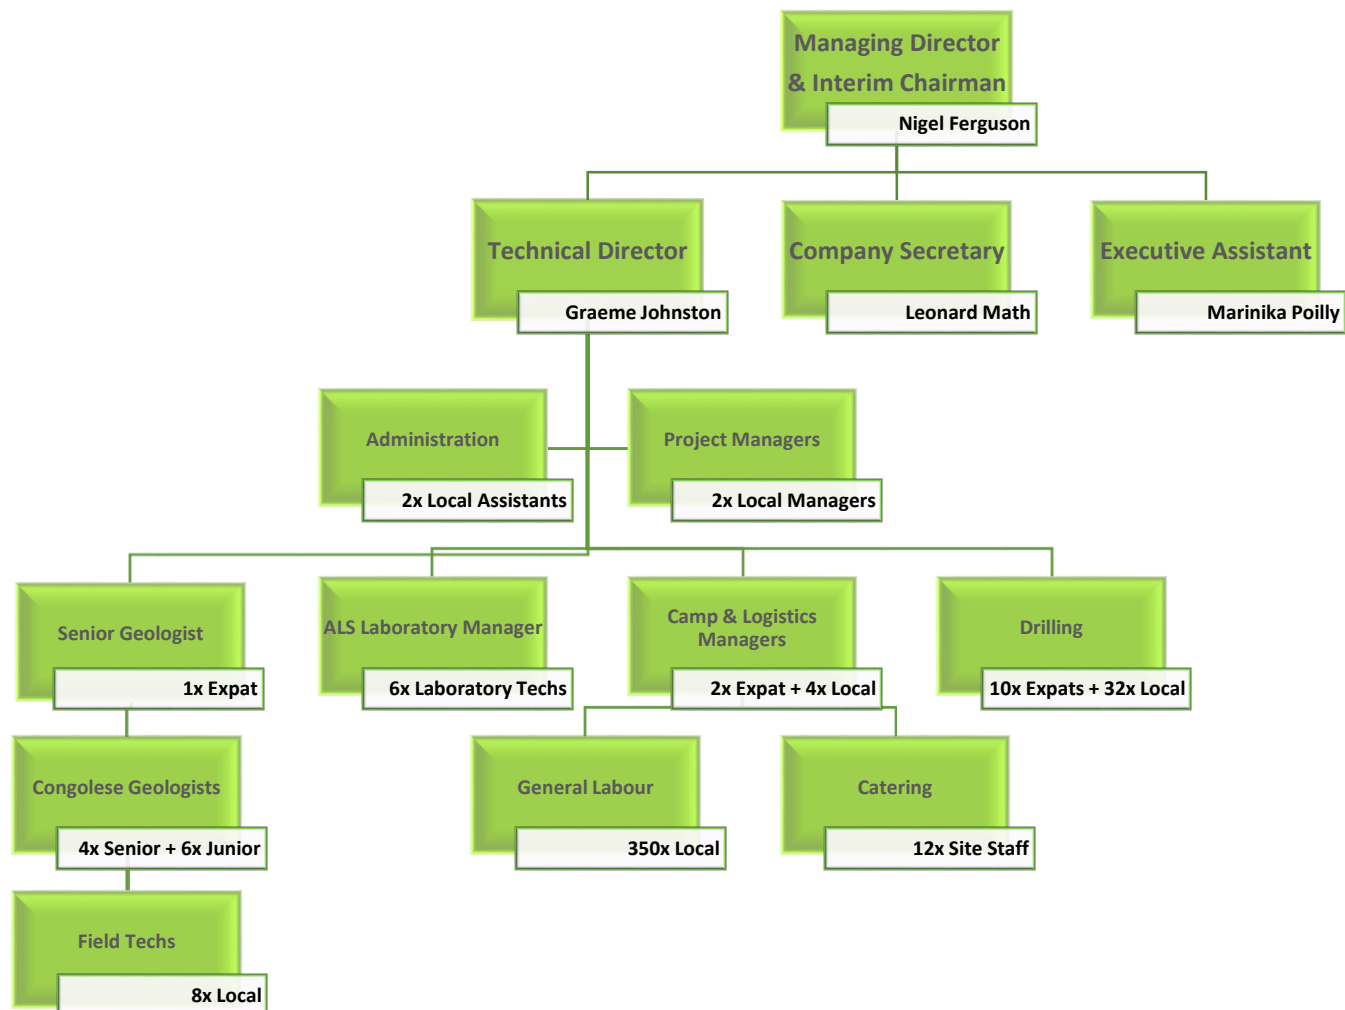 Managing Director
& Interim Chairman
Nigel Ferguson
Technical Director
Graeme Johnston
Company Secretary
Leonard Math
Executive Assistant
Marinika Poilly
Administration
2x Local Assistants
Project Managers
2x Local Managers
Senior Geologist
1x Expat
ALS Laboratory Manager
6x Laboratory Techs
Camp & Logistics
Managers
2x Expat + 4x Local
Drilling
10x Expats + 32x Local
Congolese Geologists
4x Senior + 6x Junior
General Labour
350x Local
Catering
12x Site Staff
Field Techs
8x Local